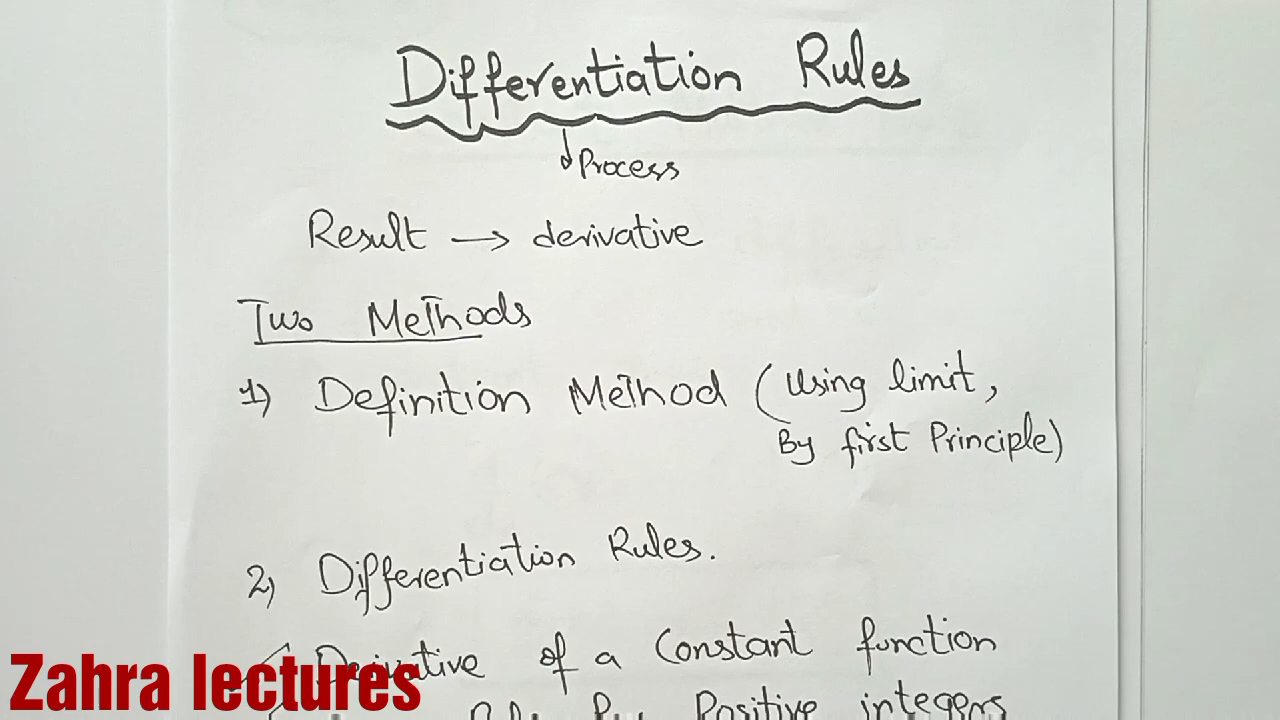 Differentiation Rules
Process
Result → derivative
Two Methods
1) Definition Method (Using limit,
By first Principle)
2) Differentiation Rules.
Derivative of a Constant function
Positive integers
Zahra lectures